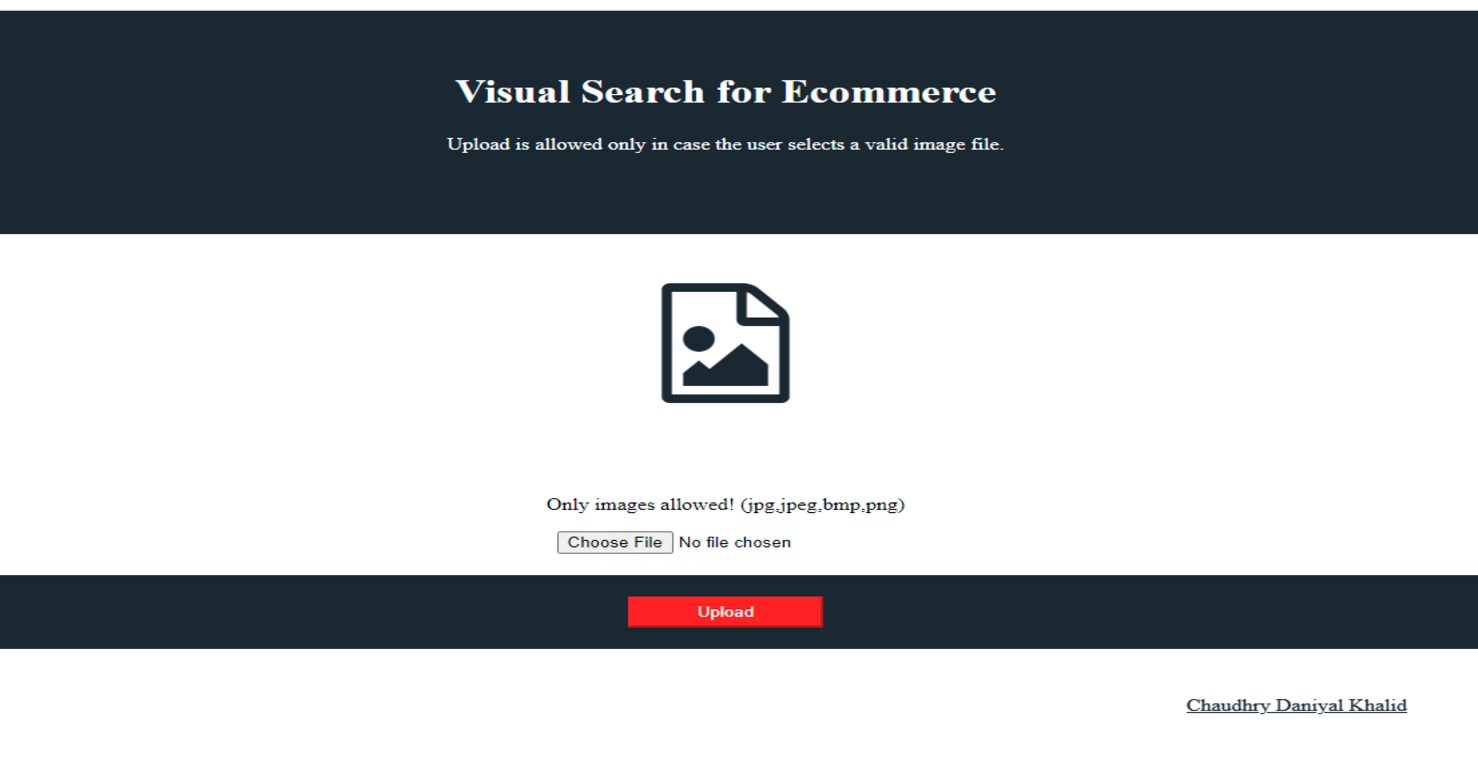 Visual Search for Ecommerce
Upload is allowed only in case the user selects a valid image file.
Only images allowed! (jpg,jpeg,bmp,png)
Choose File No file chosen
Upload
Chaudhry Daniyal Khalid